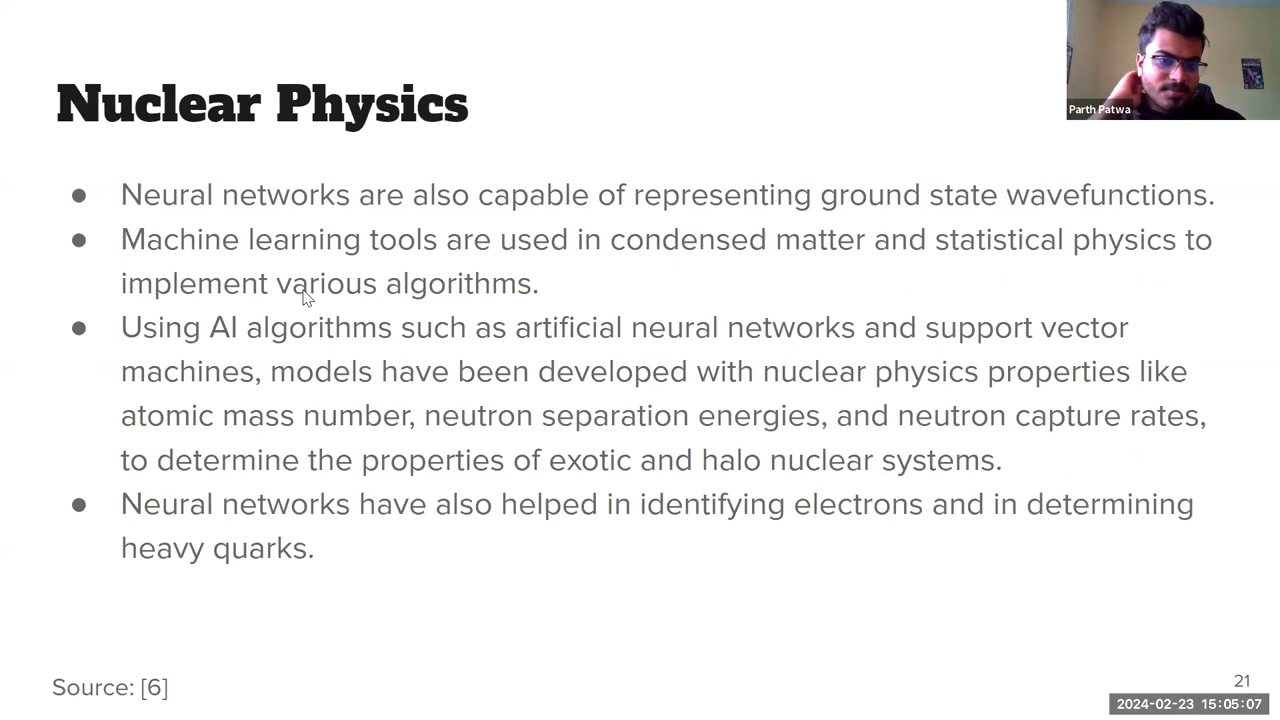 Parth Patwa
Nuclear Physics
● Neural networks are also capable of representing ground state wavefunctions.
● Machine learning tools are used in condensed matter and statistical physics to
implement various algorithms.
● Using AI algorithms such as artificial neural networks and support vector
machines, models have been developed with nuclear physics properties like
atomic mass number, neutron separation energies, and neutron capture rates,
to determine the properties of exotic and halo nuclear systems.
● Neural networks have also helped in identifying electrons and in determining
heavy quarks.
Source: [6]
21
2024-02-23 15:05:07